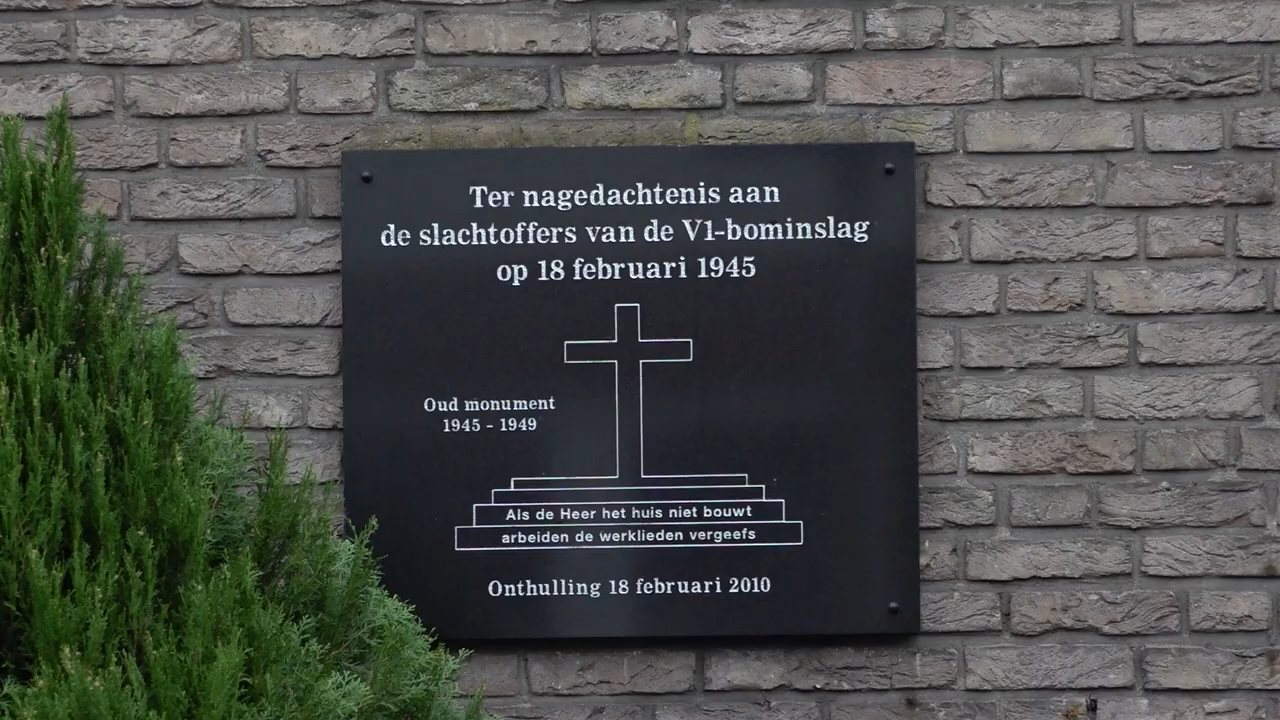 Ter nagedachtenis aan
de slachtoffers van de V1-bominslag
op 18 februari 1945
Oud monument
1945 - 1949
Als de Heer het huis niet bouwt
arbeiden de werklieden vergeefs
Onthulling 18 februari 2010